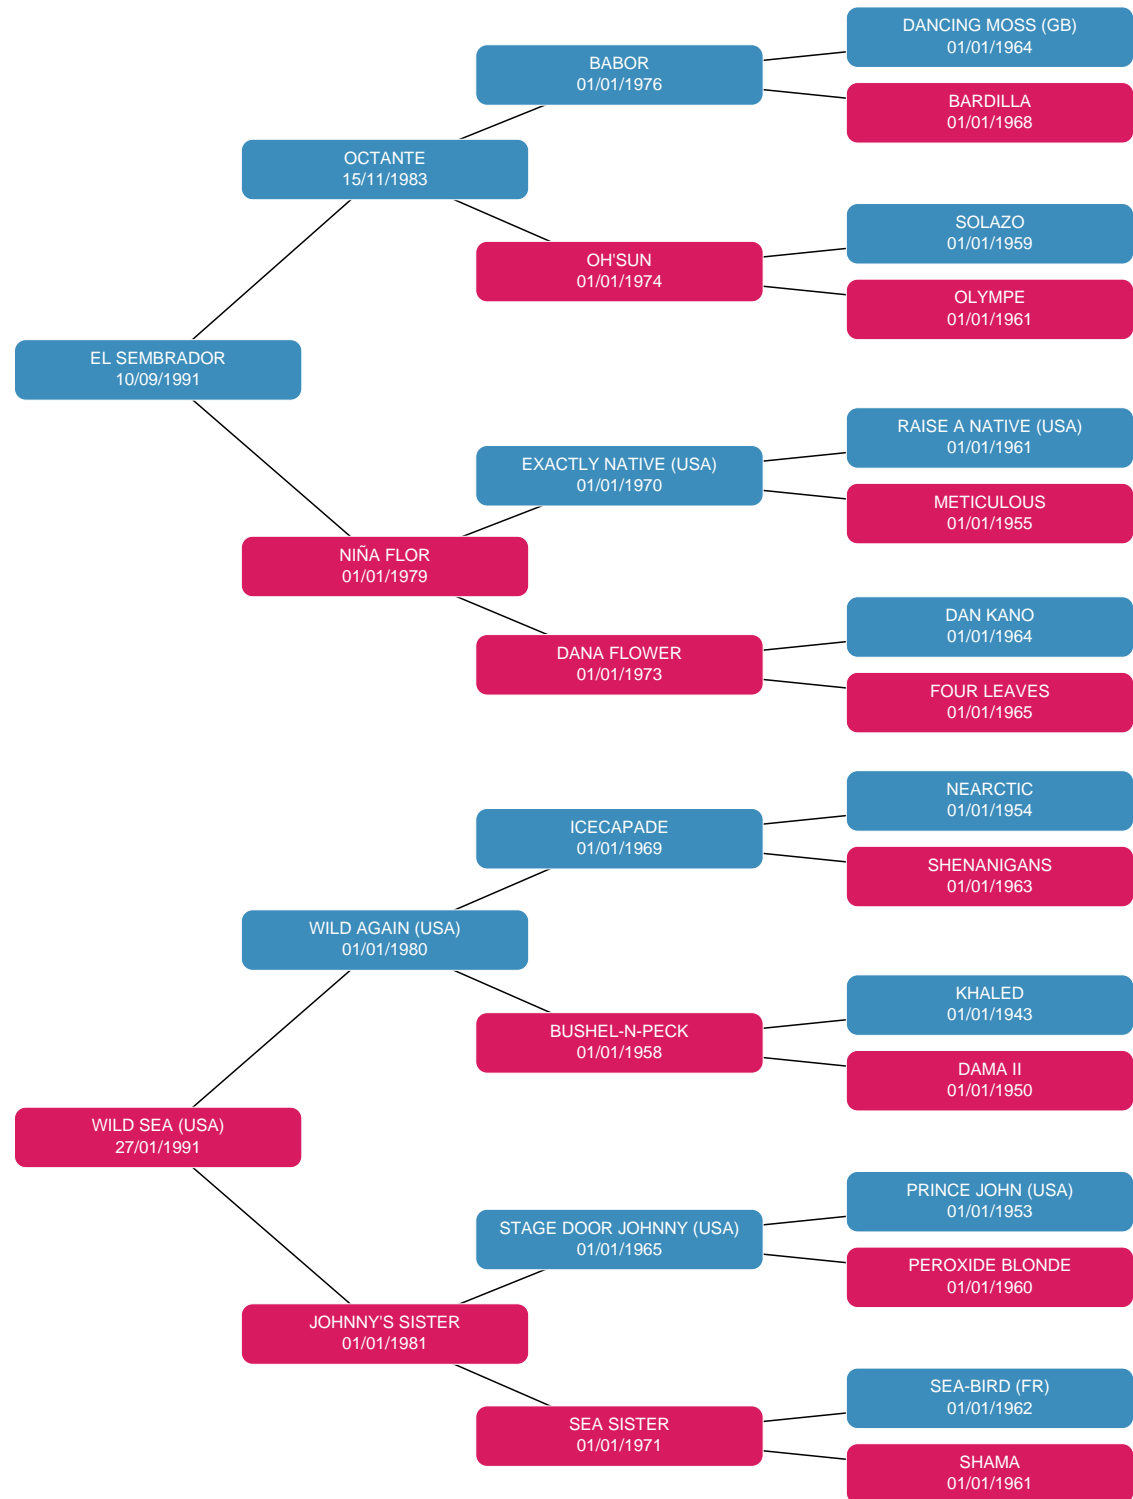 DANCING MOSS (GB)
01/01/1964
BABOR
01/01/1976
BARDILLA
01/01/1968
OCTANTE
15/11/1983
SOLAZO
01/01/1959
OH'SUN
01/01/1974
OLYMPE
01/01/1961
EL SEMBRADOR
10/09/1991
RAISE A NATIVE (USA)
01/01/1961
EXACTLY NATIVE (USA)
01/01/1970
METICULOUS
01/01/1955
NIÑA FLOR
01/01/1979
DAN KANO
01/01/1964
DANA FLOWER
01/01/1973
FOUR LEAVES
01/01/1965
NEARCTIC
01/01/1954
ICECAPADE
01/01/1969
SHENANIGANS
01/01/1963
WILD AGAIN (USA)
01/01/1980
KHALED
01/01/1943
BUSHEL-N-PECK
01/01/1958
DAMA II
01/01/1950
WILD SEA (USA)
27/01/1991
PRINCE JOHN (USA)
01/01/1953
STAGE DOOR JOHNNY (USA)
01/01/1965
PEROXIDE BLONDE
01/01/1960
JOHNNY'S SISTER
01/01/1981
SEA-BIRD (FR)
01/01/1962
SEA SISTER
01/01/1971
SHAMA
01/01/1961